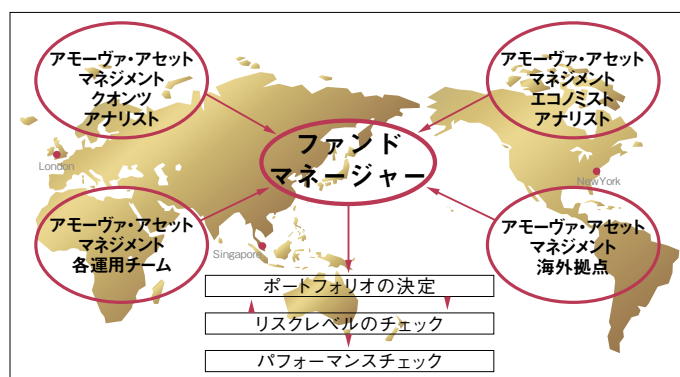 アモーヴァ・アセット
マネジメント
クオンツ
アナリスト
アモーヴァ・アセット
マネジメント
エコノミスト
アナリスト
ファンド
マネージャー
London
NewYork
アモーヴァ・アセット
マネジメント
各運用チーム
Singapore
アモーヴァ・アセット
マネジメント
海外拠点
ポートフォリオの決定
リスクレベルのチェック
パフォーマンスチェック